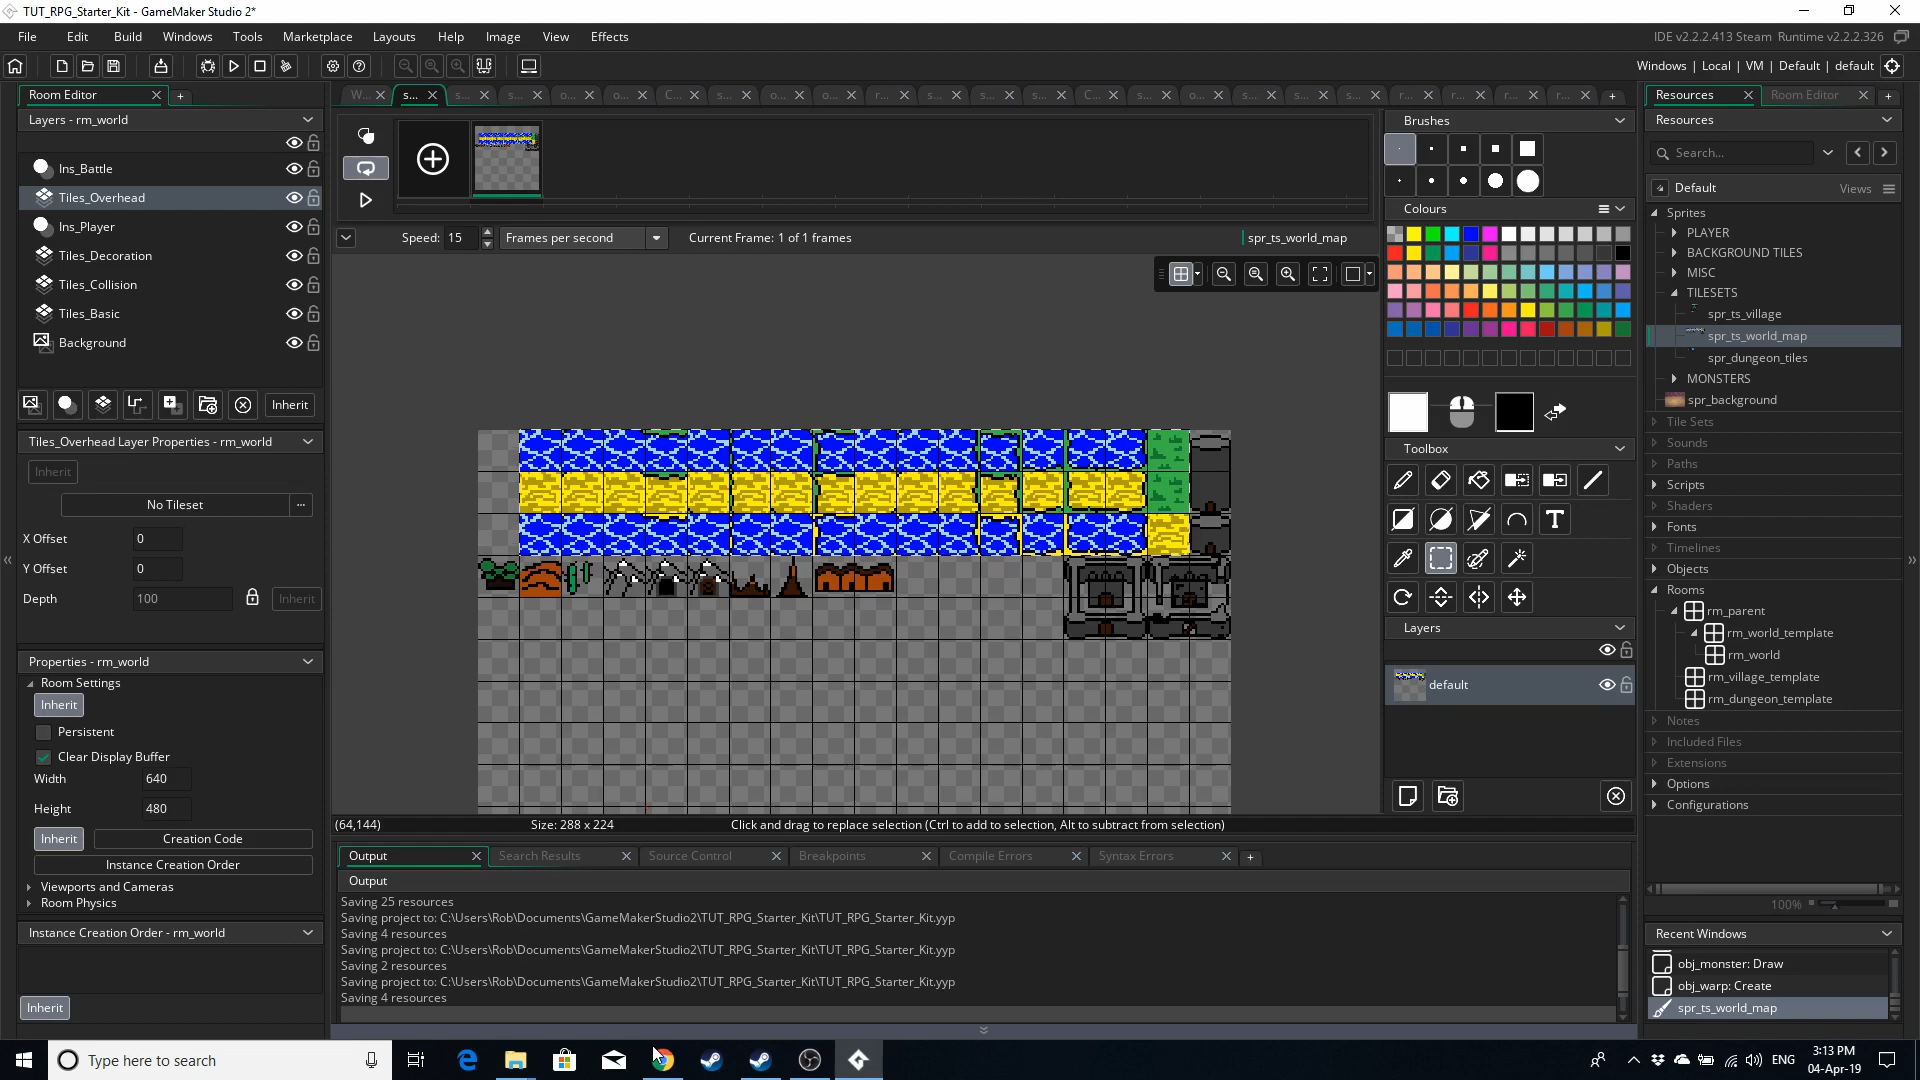 TUT_RPG_Starter_Kit - GameMaker Studio 2*
File Edit Build Windows Tools Marketplace Layouts Help Image View Effects
IDE v2.2.2.413 Steam Runtime v2.2.2.326
Windows | Local | VM | Default | default
Room Editor
Layers - rm_world
Ins_Battle
Tiles_Overhead
Ins_Player
Tiles_Decoration
Tiles_Collision
Tiles_Basic
Background
Inherit
Tiles_Overhead Layer Properties - rm_world
Inherit
No Tileset ...
X Offset 0
Y Offset 0
Depth 100 Inherit
Properties - rm_world
Room Settings
Inherit
Persistent
Clear Display Buffer
Width 640
Height 480
Inherit Creation Code
Instance Creation Order
Viewports and Cameras
Room Physics
Instance Creation Order - rm_world
Inherit
W... s... s... s... o... o... C... s... o... o... r... s... s... s... C... s... o... s... s... s... r... r... r... r...
Speed: 15 Frames per second Current Frame: 1 of 1 frames spr_ts_world_map
(64,144) Size: 288 x 224 Click and drag to replace selection (Ctrl to add to selection, Alt to subtract from selection)
Output Search Results Source Control Breakpoints Compile Errors Syntax Errors
Output
Saving 25 resources
Saving project to: C:\Users\Rob\Documents\GameMakerStudio2\TUT_RPG_Starter_Kit\TUT_RPG_Starter_Kit.yyp
Saving 4 resources
Saving project to: C:\Users\Rob\Documents\GameMakerStudio2\TUT_RPG_Starter_Kit\TUT_RPG_Starter_Kit.yyp
Saving 2 resources
Saving project to: C:\Users\Rob\Documents\GameMakerStudio2\TUT_RPG_Starter_Kit\TUT_RPG_Starter_Kit.yyp
Saving 4 resources
Brushes
Colours
Toolbox
T
Layers
default
Resources Room Editor
Resources
Search...
Default Views
Sprites
PLAYER
BACKGROUND TILES
MISC
TILESETS
spr_ts_village
spr_ts_world_map
spr_dungeon_tiles
MONSTERS
spr_background
Tile Sets
Sounds
Paths
Scripts
Shaders
Fonts
Timelines
Objects
Rooms
rm_parent
rm_world_template
rm_world
rm_village_template
rm_dungeon_template
Notes
Included Files
Extensions
Options
Configurations
100%
Recent Windows
obj_monster: Draw
obj_warp: Create
spr_ts_world_map
Type here to search
ENG
3:13 PM
04-Apr-19